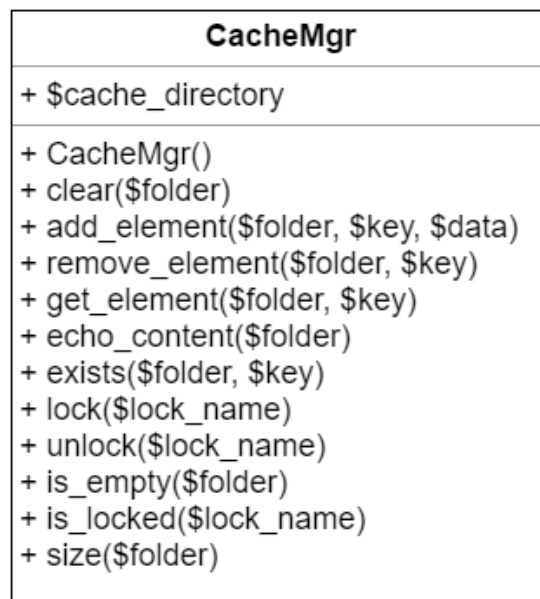 CacheMgr
+ $cache_directory
+ CacheMgr()
+ clear($folder)
+ add_element($folder, $key, $data)
+ remove_element($folder, $key)
+ get_element($folder, $key)
+ echo_content($folder)
+ exists($folder, $key)
+ lock($lock_name)
+ unlock($lock_name)
+ is_empty($folder)
+ is_locked($lock_name)
+ size($folder)